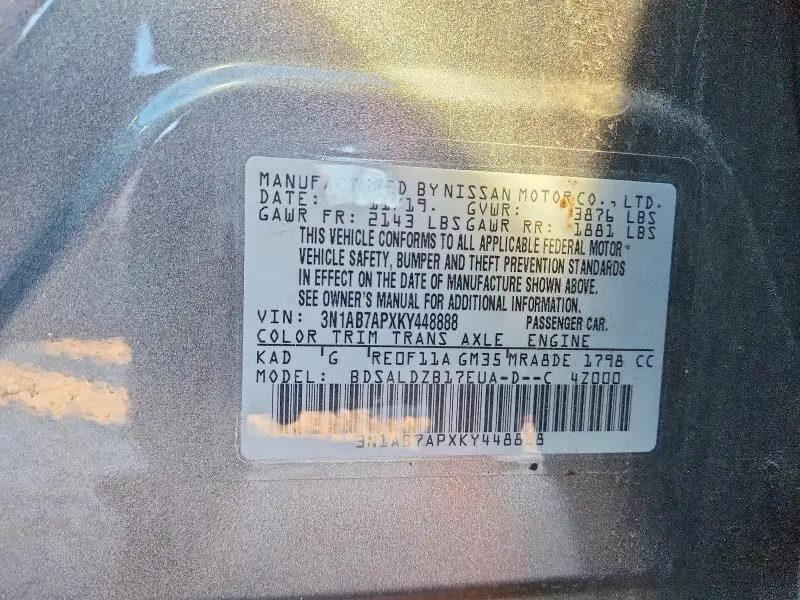 MANUFACTURED BY NISSAN MOTOR CO., LTD.
DATE: 11/19. GVWR: 3876 LBS
GAWR FR: 2143 LBS GAWR RR: 1881 LBS
THIS VEHICLE CONFORMS TO ALL APPLICABLE FEDERAL MOTOR
VEHICLE SAFETY, BUMPER AND THEFT PREVENTION STANDARDS
IN EFFECT ON THE DATE OF MANUFACTURE SHOWN ABOVE.
SEE OWNER'S MANUAL FOR ADDITIONAL INFORMATION.
VIN: 3N1AB7APXKY448888 PASSENGER CAR.
COLOR TRIM TRANS AXLE ENGINE
KAD G RE0F11A GM35 MRA8DE 1798 CC
MODEL: BDSALDZB17EUA-D--C 4Z000
3N1AB7APXKY448888